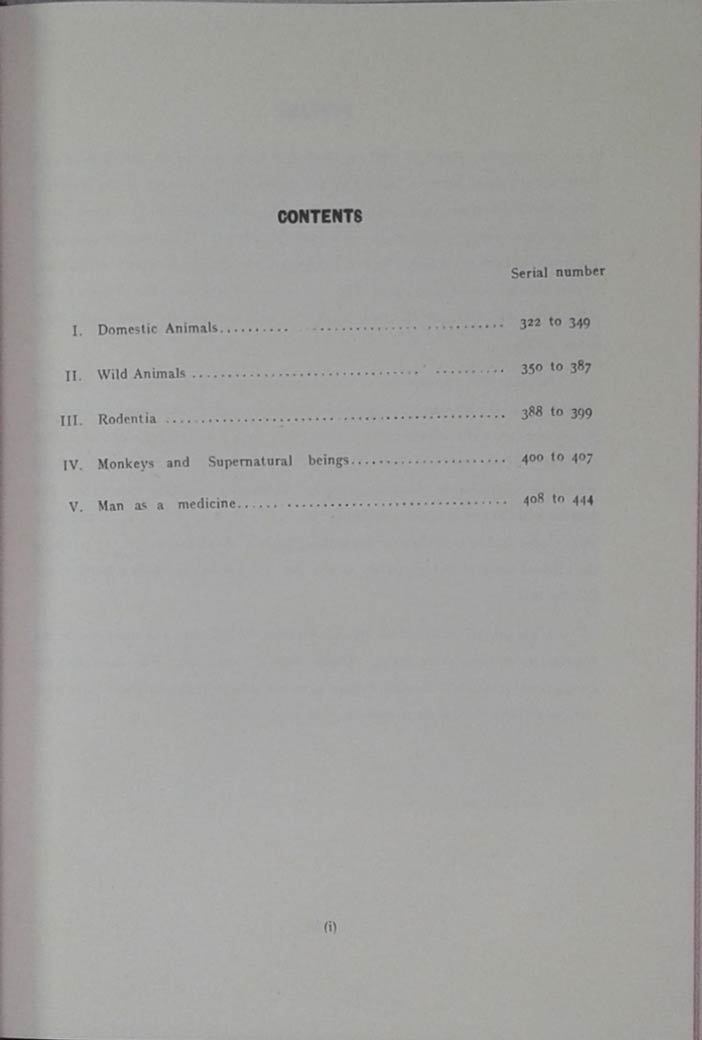 CONTENTS
Serial number
I. Domestic Animals.......... ................ ........... 322 to 349
II. Wild Animals ................................ .......... 350 to 387
III. Rodentia ............................................... 388 to 399
IV. Monkeys and Supernatural beings...................... 400 to 407
V. Man as a medicine...... ............................... 408 to 444
(i)